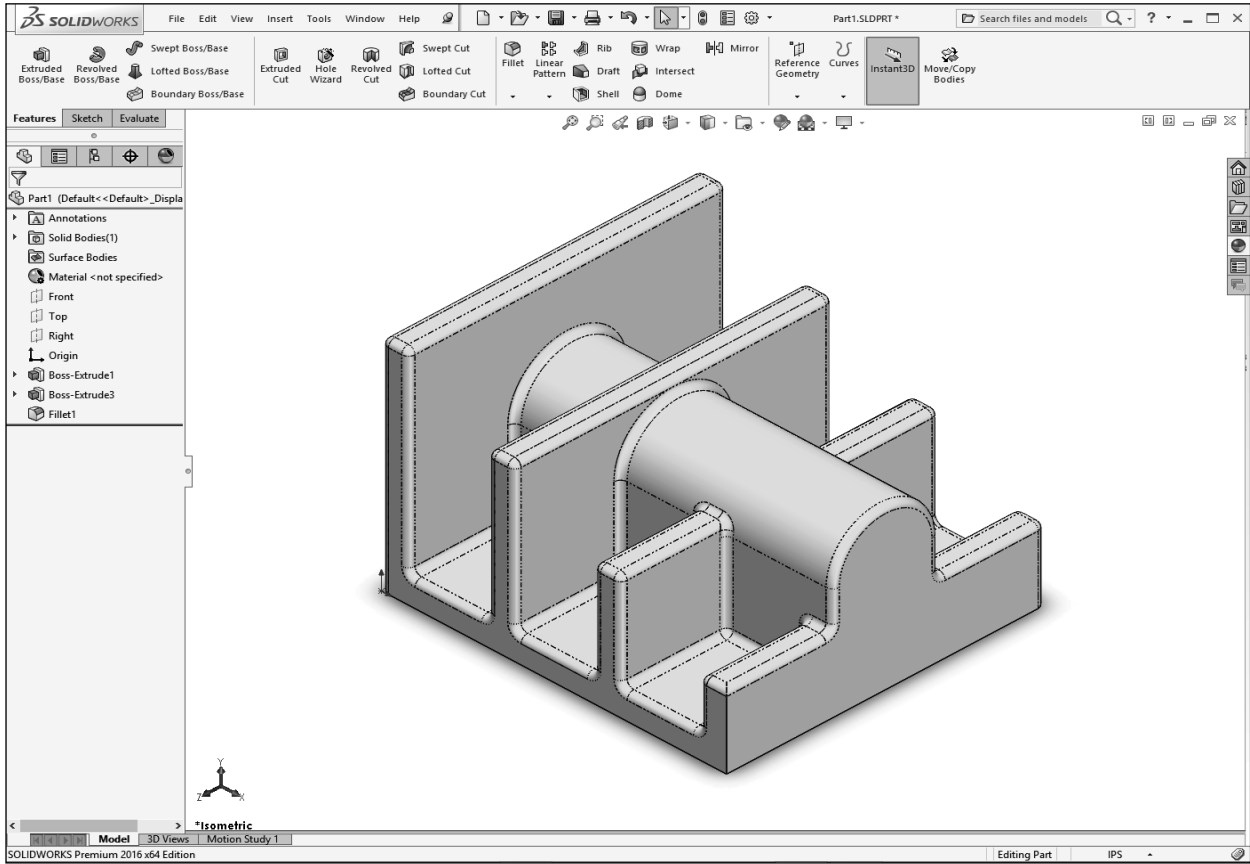 SOLIDWORKS File Edit View Insert Tools Window Help Part1.SLDPRT * Search files and models ?
Extruded Boss/Base
Revolved Boss/Base
Swept Boss/Base
Lofted Boss/Base
Boundary Boss/Base
Extruded Cut
Hole Wizard
Revolved Cut
Swept Cut
Lofted Cut
Boundary Cut
Fillet
Linear Pattern
Rib
Draft
Shell
Wrap
Intersect
Dome
Mirror
Reference Geometry
Curves
Instant3D
Move/Copy Bodies
Features Sketch Evaluate
Part1 (Default<<Default>_Displa
Annotations
Solid Bodies(1)
Surface Bodies
Material <not specified>
Front
Top
Right
Origin
Boss-Extrude1
Boss-Extrude3
Fillet1
Y
Z X
*Isometric
Model 3D Views Motion Study 1
SOLIDWORKS Premium 2016 x64 Edition Editing Part IPS